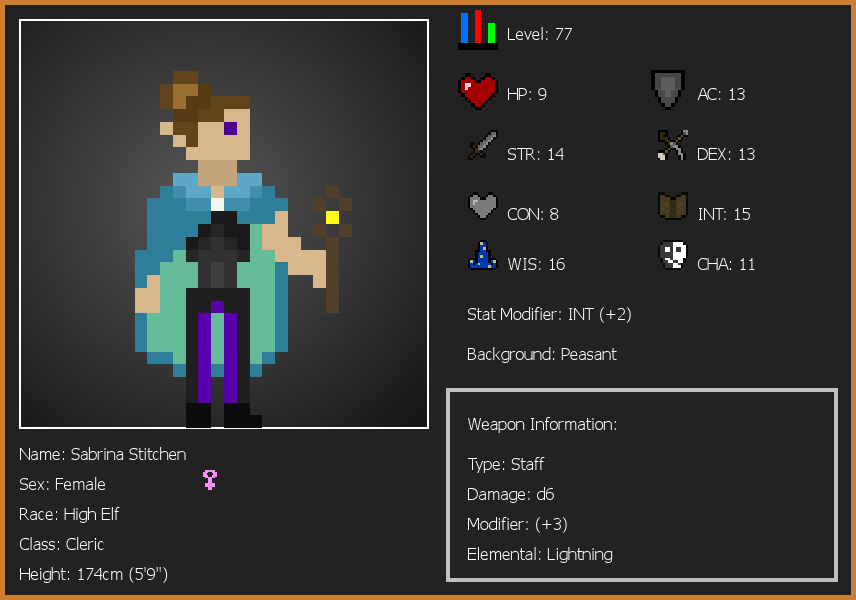 Level: 77
HP: 9
AC: 13
STR: 14
DEX: 13
CON: 8
INT: 15
WIS: 16
CHA: 11
Stat Modifier: INT (+2)
Background: Peasant
Weapon Information:
Type: Staff
Damage: d6
Modifier: (+3)
Elemental: Lightning
Name: Sabrina Stitchen
Sex: Female
Race: High Elf
Class: Cleric
Height: 174cm (5'9")